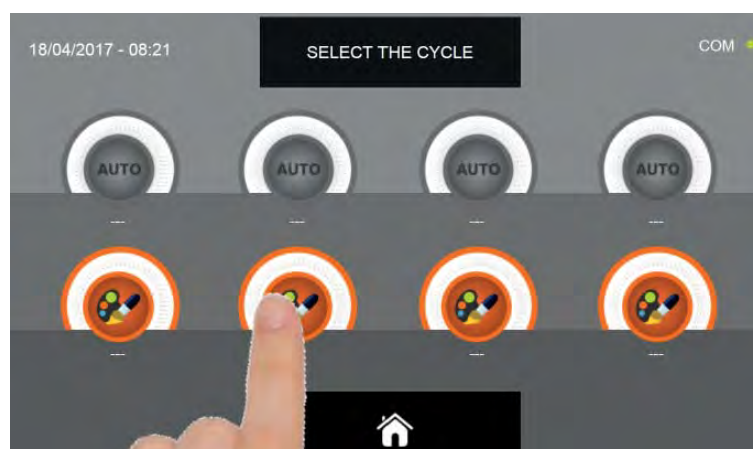 18/04/2017 - 08:21
SELECT THE CYCLE
COM
AUTO AUTO AUTO AUTO
--- --- --- ---
--- --- ---